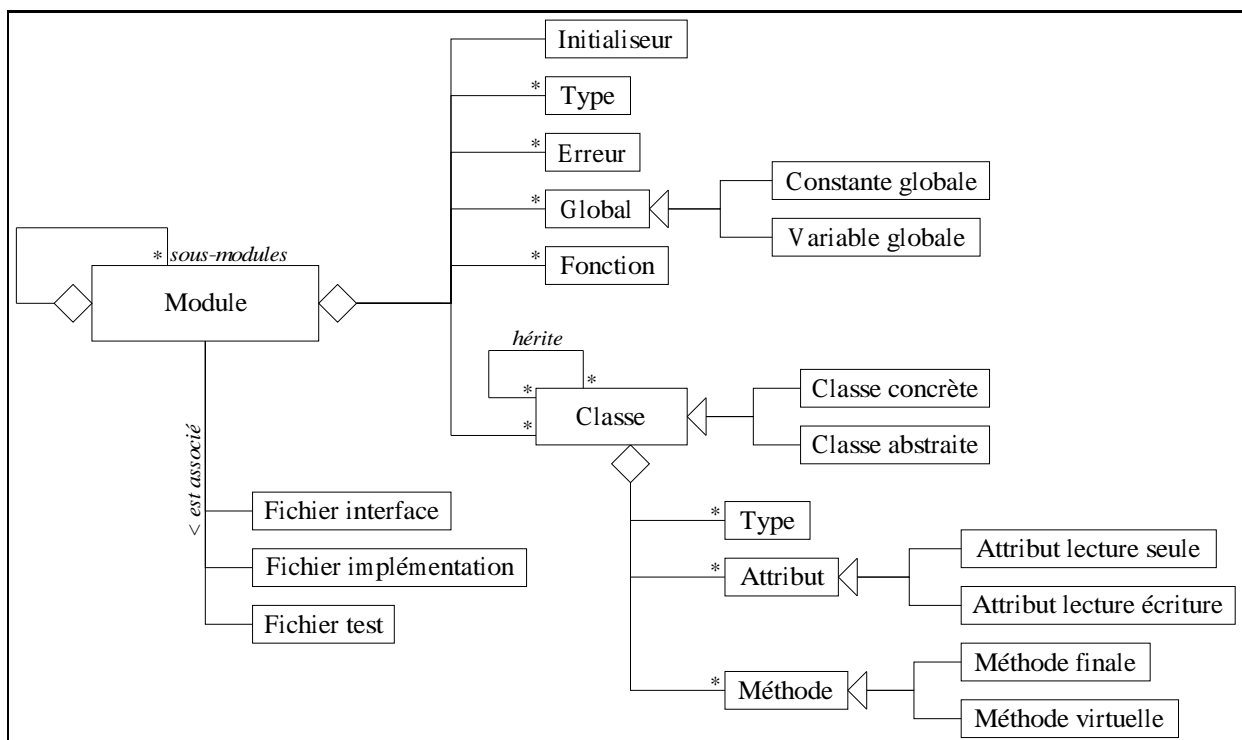 Initialiseur
* Type
* Erreur
* Global
Constante globale
Variable globale
* Fonction
* sous-modules
Module
hérite
* *
* Classe
Classe concrète
Classe abstraite
< est associé
Fichier interface
Fichier implémentation
Fichier test
* Type
* Attribut
Attribut lecture seule
Attribut lecture écriture
* Méthode
Méthode finale
Méthode virtuelle